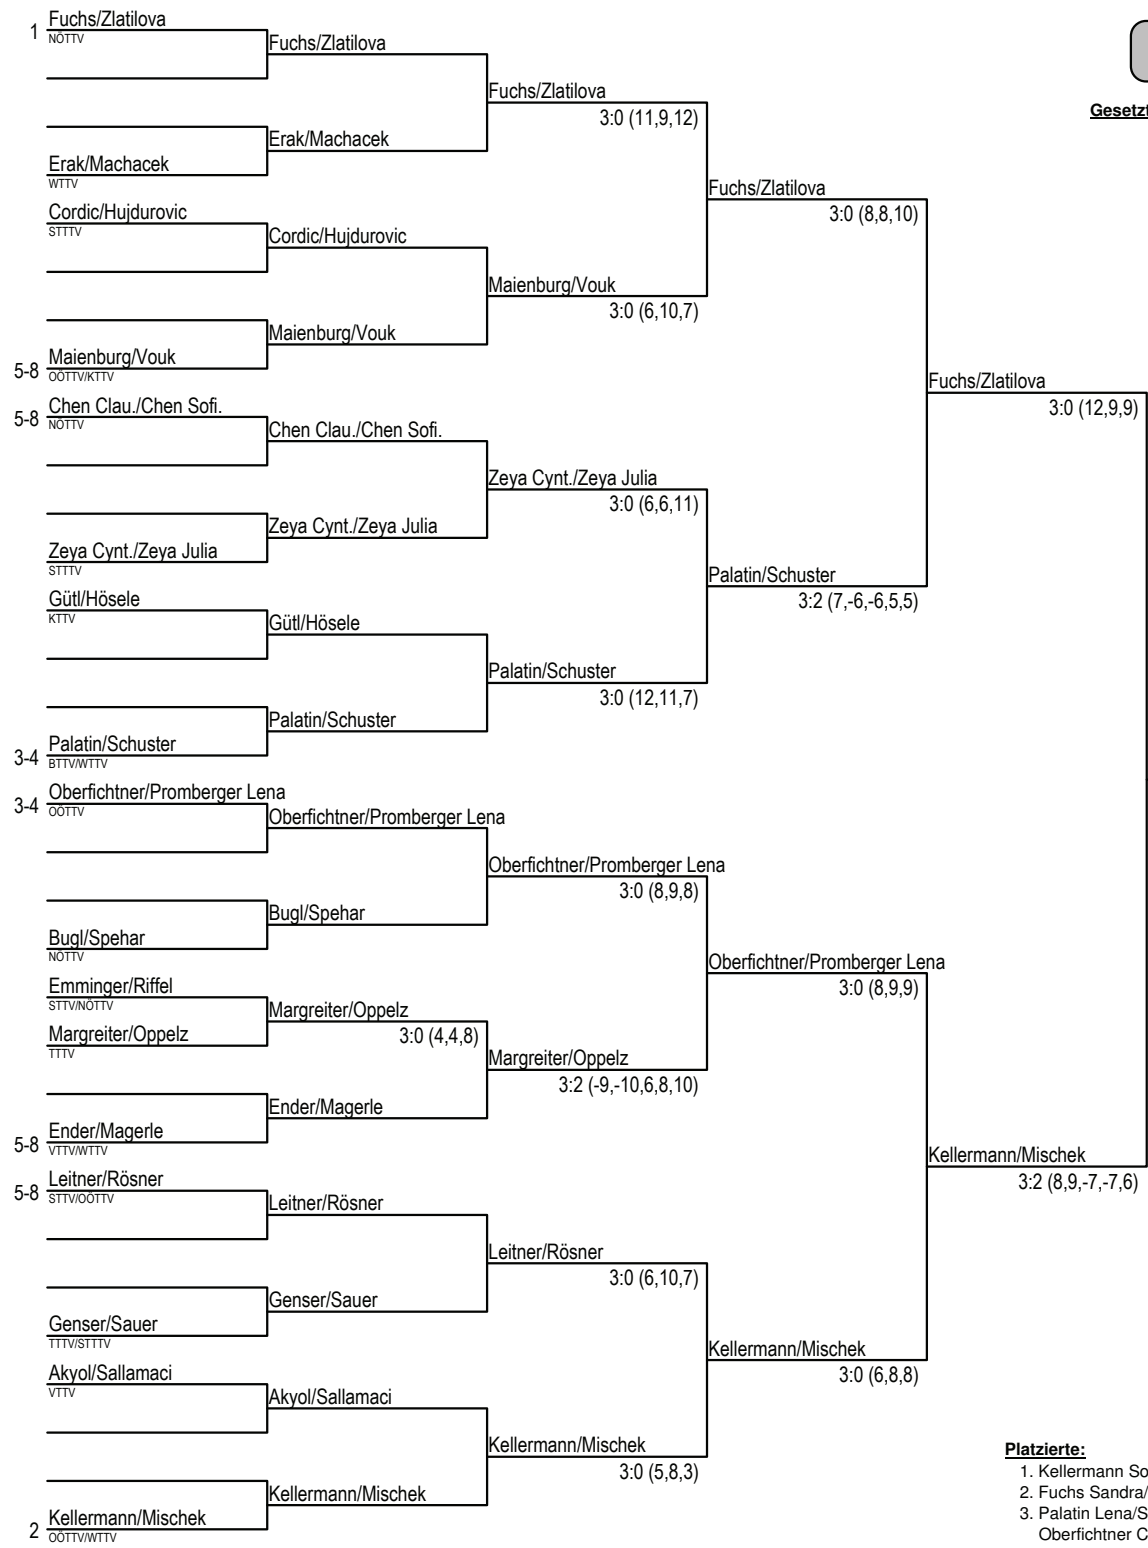 Fuchs/Zlatilova
1
NÖTTV
Fuchs/Zlatilova
Fuchs/Zlatilova
3:0 (11,9,12)
Erak/Machacek
Erak/Machacek
WTTV
Fuchs/Zlatilova
3:0 (8,8,10)
Cordic/Hujdurovic
STTTV
Cordic/Hujdurovic
Maienburg/Vouk
3:0 (6,10,7)
Maienburg/Vouk
Maienburg/Vouk
5-8
OÖTTV/KTTV
Fuchs/Zlatilova
3:0 (12,9,9)
Chen Clau./Chen Sofi.
5-8
NÖTTV
Chen Clau./Chen Sofi.
Zeya Cynt./Zeya Julia
3:0 (6,6,11)
Zeya Cynt./Zeya Julia
Zeya Cynt./Zeya Julia
STTTV
Palatin/Schuster
3:2 (7,-6,-6,5,5)
Gütl/Hösele
KTTV
Gütl/Hösele
Palatin/Schuster
3:0 (12,11,7)
Palatin/Schuster
Palatin/Schuster
3-4
BTTV/WTTV
Oberfichtner/Promberger Lena
3-4
OÖTTV
Oberfichtner/Promberger Lena
Oberfichtner/Promberger Lena
3:0 (8,9,8)
Bugl/Spehar
Bugl/Spehar
NÖTTV
Oberfichtner/Promberger Lena
3:0 (8,9,9)
Emminger/Riffel
STTV/NÖTTV
Margreiter/Oppelz
3:0 (4,4,8)
Margreiter/Oppelz
TTTV
Margreiter/Oppelz
3:2 (-9,-10,6,8,10)
Ender/Magerle
Ender/Magerle
5-8
VTTV/WTTV
Kellermann/Mischek
3:2 (8,9,-7,-7,6)
Leitner/Rösner
5-8
STTV/OÖTTV
Leitner/Rösner
Leitner/Rösner
3:0 (6,10,7)
Genser/Sauer
Genser/Sauer
TTTV/STTTV
Kellermann/Mischek
3:0 (6,8,8)
Akyol/Sallamaci
VTTV
Akyol/Sallamaci
Kellermann/Mischek
3:0 (5,8,3)
Kellermann/Mischek
Kellermann/Mischek
2
OÖTTV/WTTV
Gesetzt
Platzierte:
1. Kellermann So
2. Fuchs Sandra/
3. Palatin Lena/S
Oberfichtner C